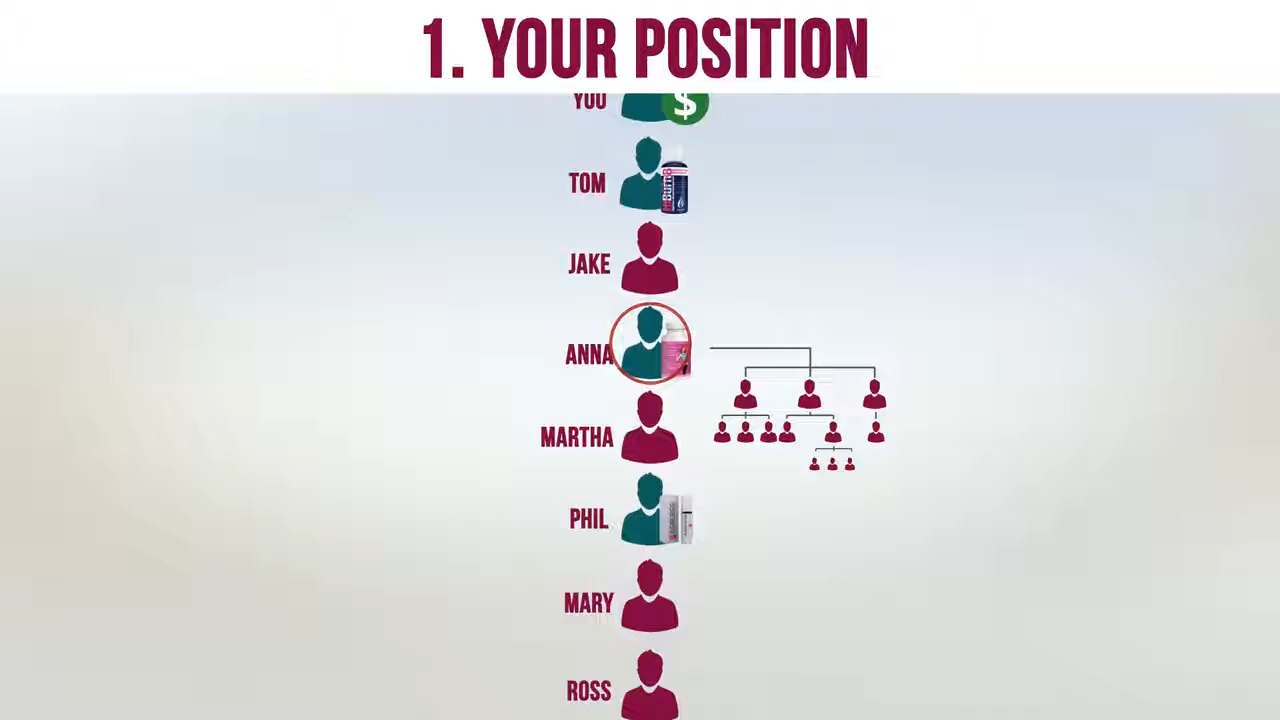 1. YOUR POSITION
YOU
TOM
JAKE
ANNA
MARTHA
PHIL
MARY
ROSS